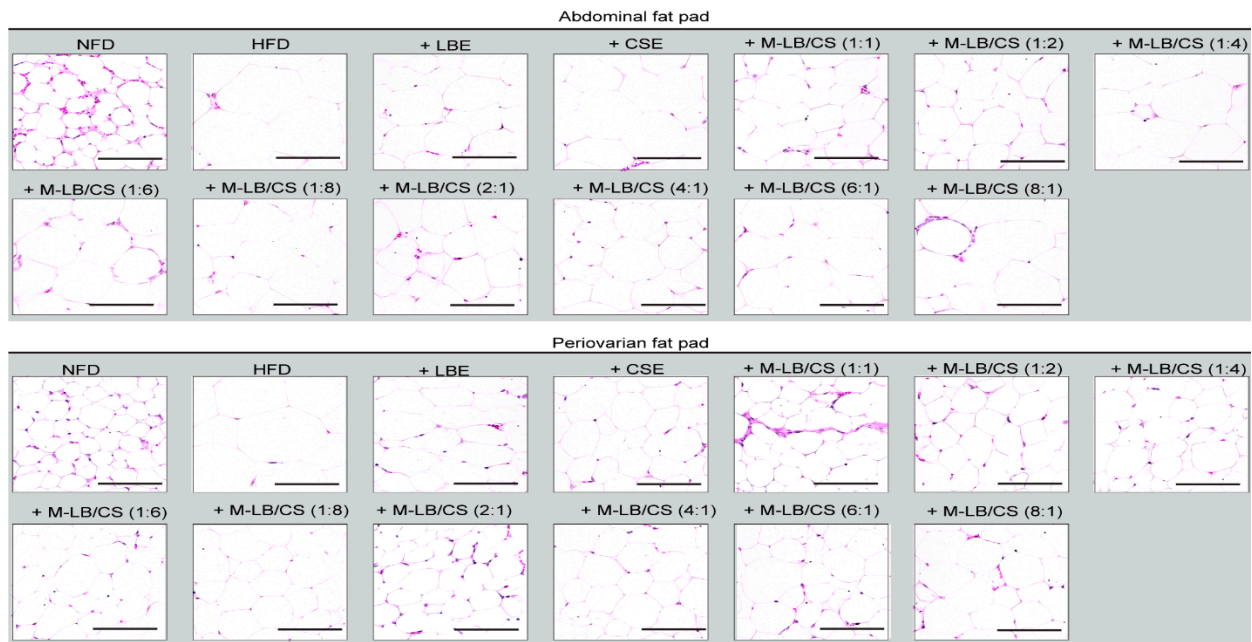 Abdominal fat pad
NFD HFD + LBE + CSE + M-LB/CS (1:1) + M-LB/CS (1:2) + M-LB/CS (1:4)
+ M-LB/CS (1:6) + M-LB/CS (1:8) + M-LB/CS (2:1) + M-LB/CS (4:1) + M-LB/CS (6:1) + M-LB/CS (8:1)
Periovarian fat pad
NFD HFD + LBE + CSE + M-LB/CS (1:1) + M-LB/CS (1:2) + M-LB/CS (1:4)
+ M-LB/CS (1:6) + M-LB/CS (1:8) + M-LB/CS (2:1) + M-LB/CS (4:1) + M-LB/CS (6:1) + M-LB/CS (8:1)